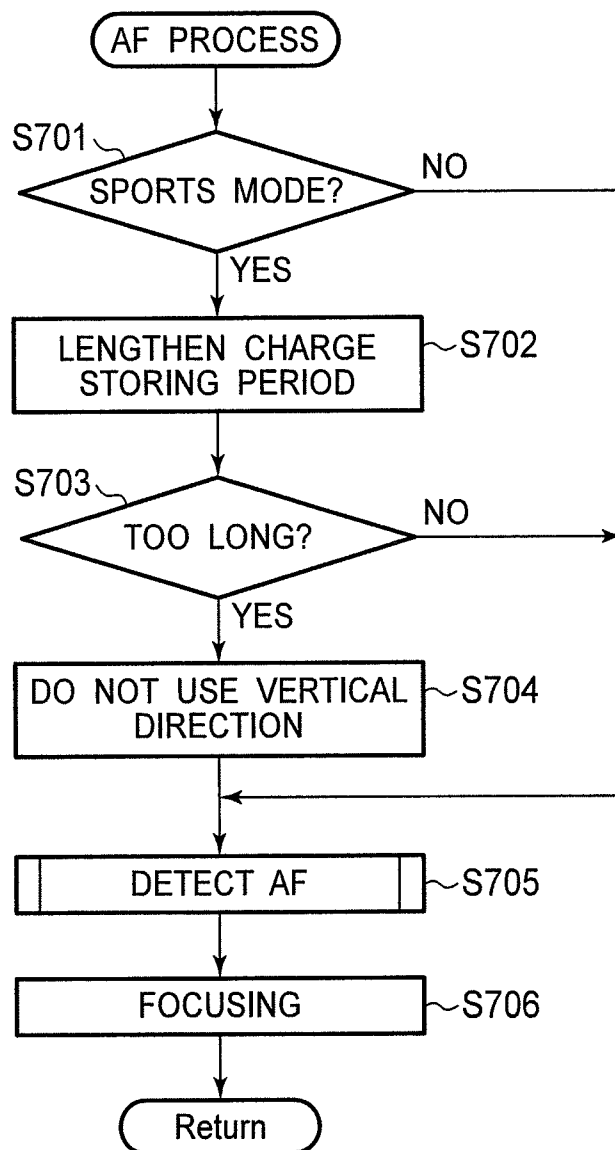 AF PROCESS
S701
SPORTS MODE?
NO
YES
LENGTHEN CHARGE
STORING PERIOD
S702
S703
TOO LONG?
NO
YES
DO NOT USE VERTICAL
DIRECTION
S704
DETECT AF
S705
FOCUSING
S706
Return